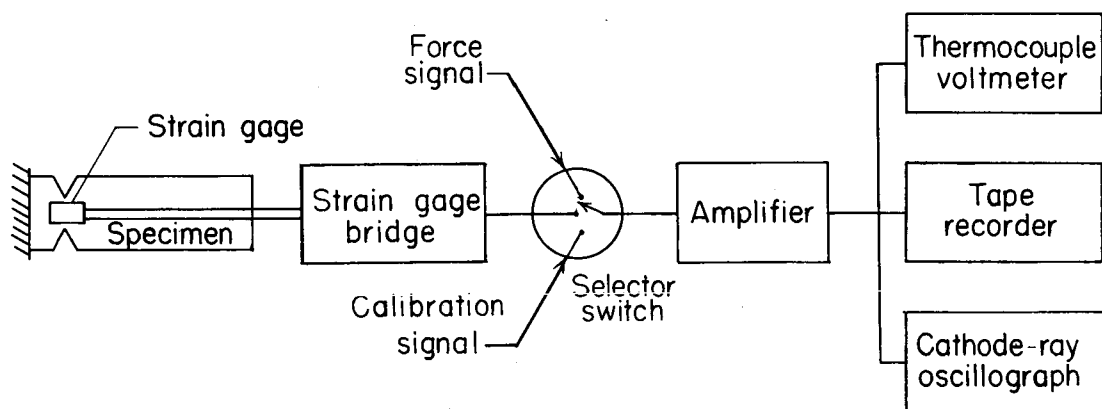 Force
signal
Strain gage
Specimen
Strain gage
bridge
Calibration
signal
Selector
switch
Amplifier
Thermocouple
voltmeter
Tape
recorder
Cathode-ray
oscillograph